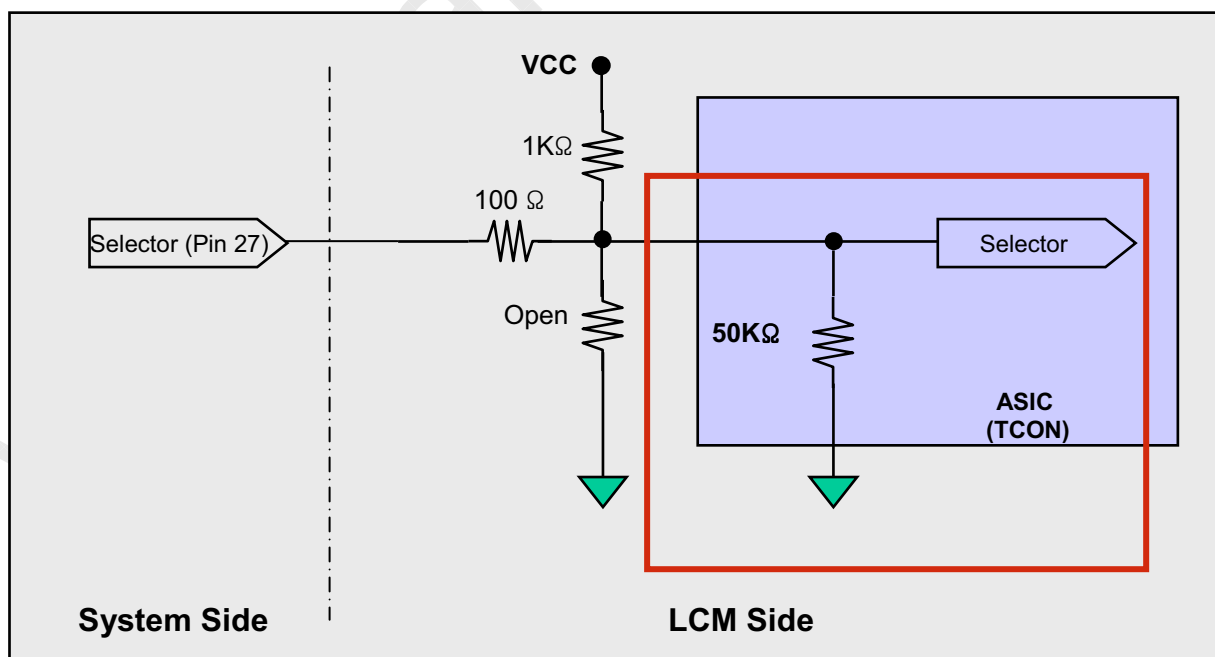 VCC
1KΩ
100 Ω
Selector (Pin 27)
Selector
Open
50KΩ
ASIC
(TCON)
System Side
LCM Side